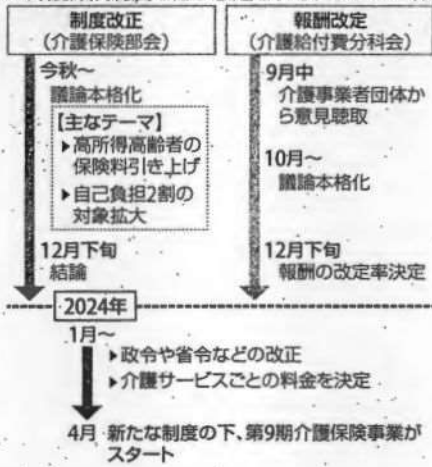 制度改正
(介護保険部会)
今秋～
議論本格化
【主なテーマ】
▶高所得高齢者の
保険料引き上げ
▶自己負担2割の
対象拡大
12月下旬
結論
報酬改定
(介護給付費分科会)
9月中
介護事業者団体か
ら意見聴取
10月～
議論本格化
12月下旬
報酬の改定率決定
2024年
1月～
▶政令や省令などの改正
▶介護サービスごとの料金を決定
4月 新たな制度の下、第9期介護保険事業が
スタート